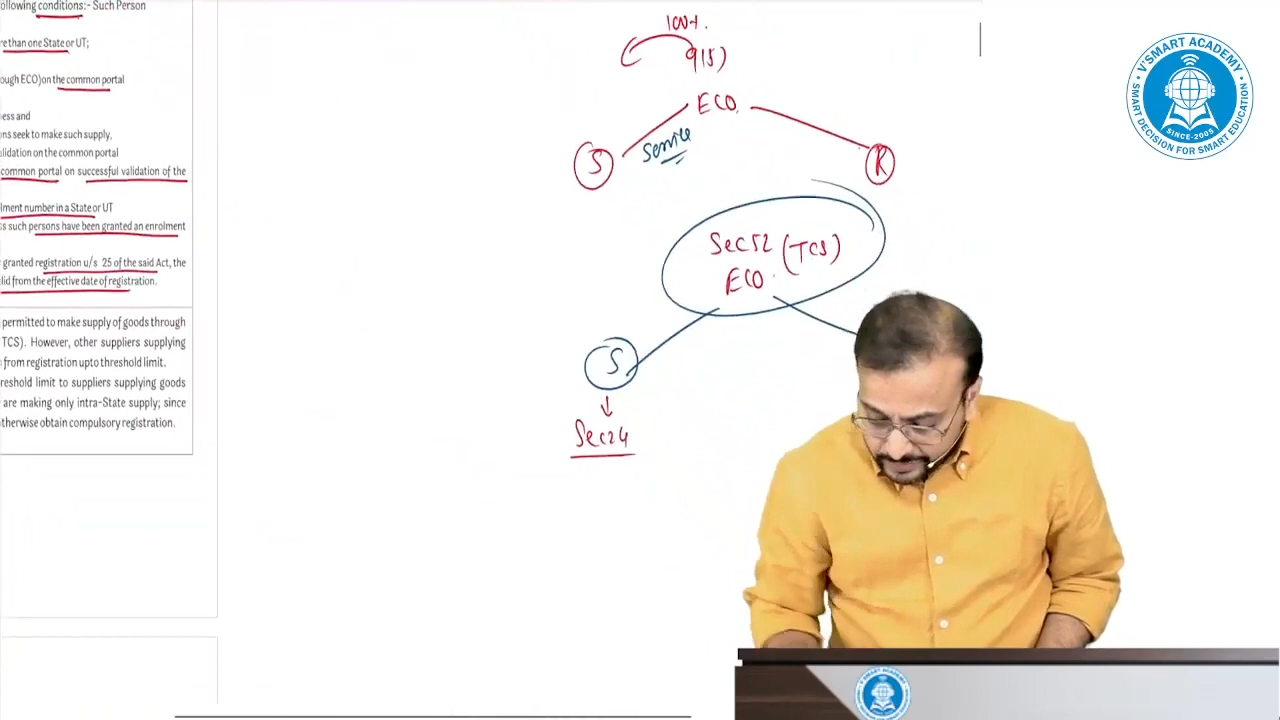 ollowing conditions:- Such Person
re than one State or UT;
ough ECO)on the common portal
ess and
ns seek to make such supply,
alidation on the common portal
common portal on successful validation of the
lment number in a State or UT
s such persons have been granted an enrolment
granted registration u/s 25 of the said Act, the
lid from the effective date of registration.
permitted to make supply of goods through
TCS). However, other suppliers supplying
from registration upto threshold limit.
reshold limit to suppliers supplying goods
are making only intra-State supply; since
therwise obtain compulsory registration.
100%.
9(5)
ECO.
S
Service
R
Sec 52 (TCS)
ECO.
S
Sec 24
V'SMART ACADEMY
SINCE-2005
SMART DECISION FOR SMART EDUCATION